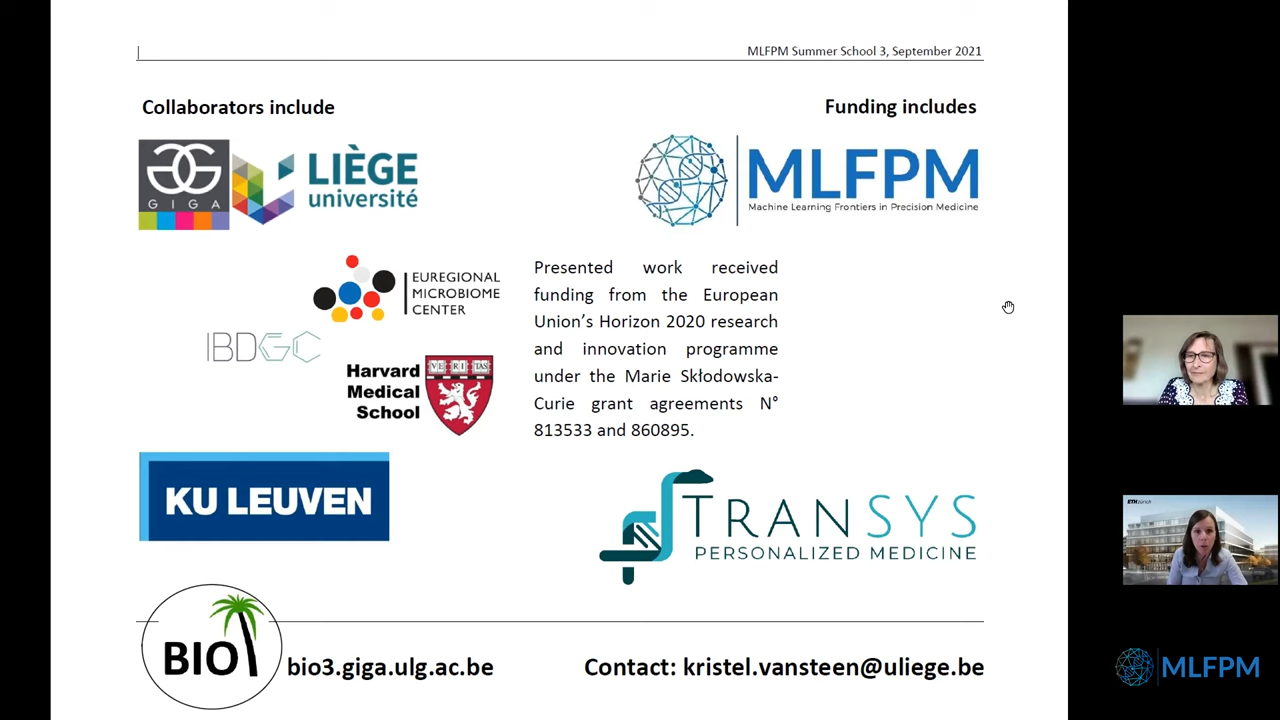 MLFPM Summer School 3, September 2021
Collaborators include
Funding includes
GIGA
LIÈGE
université
MLFPM
Machine Learning Frontiers in Precision Medicine
EUREGIONAL
MICROBIOME
CENTER
IBDGC
Harvard
Medical
School
VE RI TAS
Presented work received
funding from the European
Union’s Horizon 2020 research
and innovation programme
under the Marie Skłodowska-
Curie grant agreements N°
813533 and 860895.
KU LEUVEN
TRANSYS
PERSONALIZED MEDICINE
BIO
bio3.giga.ulg.ac.be
Contact: kristel.vansteen@uliege.be
ETH zürich
MLFPM